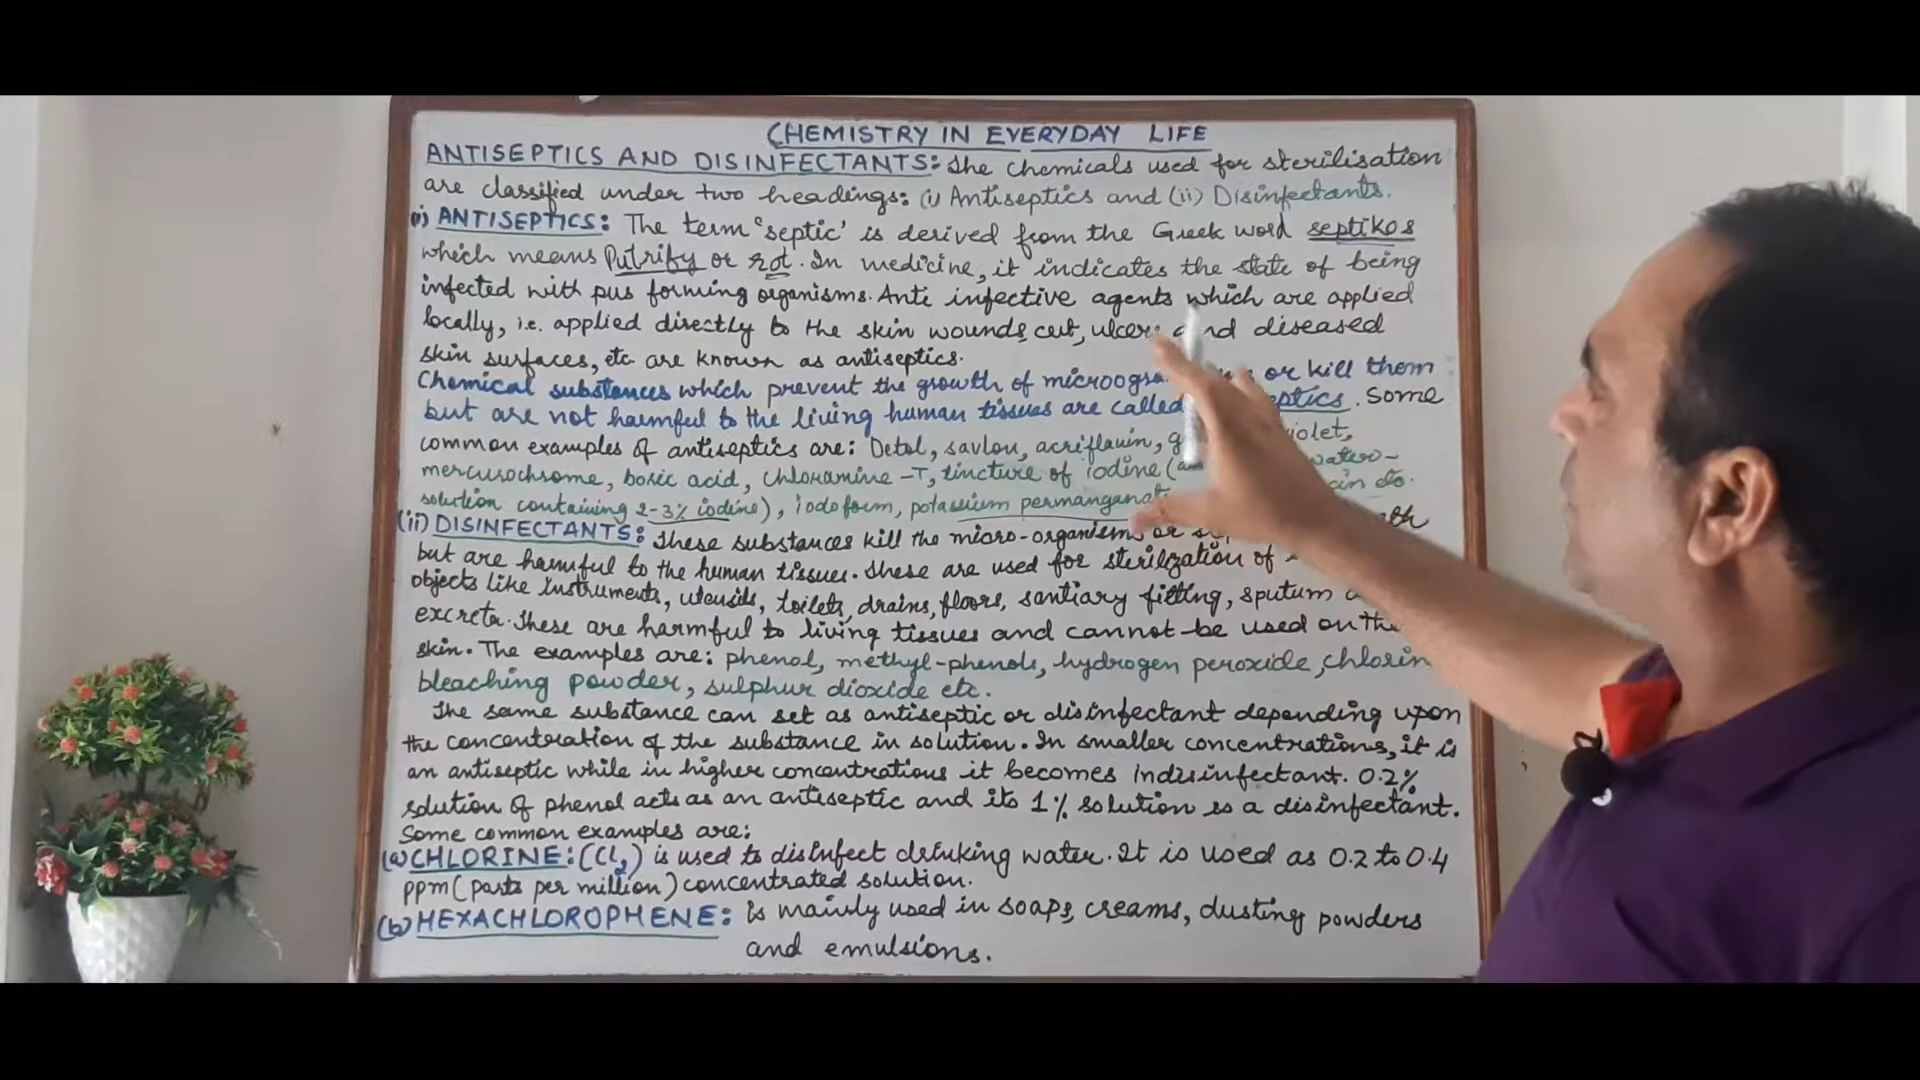 CHEMISTRY IN EVERYDAY LIFE
ANTISEPTICS AND DISINFECTANTS: The chemicals used for sterilisation
are classified under two headings: (i) Antiseptics and (ii) Disinfectants.
(i) ANTISEPTICS: The term 'septic' is derived from the Greek word septikos
which means Putrify or rot. In medicine, it indicates the state of being
infected with pus forming organisms. Anti infective agents which are applied
locally, i.e. applied directly to the skin wounds, cut, ulcers and diseased
skin surfaces, etc are known as antiseptics.
Chemical substances which prevent the growth of or kill them
but are not harmful to the living human tissues are called . Some
common examples of antiseptics are: Detol, savlon, acriflavin,
mercurochrome, boric acid, chloramine-T, tincture of iodine ( water-
solution containing 2-3% iodine), iodoform, potassium etc.
(ii) DISINFECTANTS: These substances kill the micro-organisms or
but are harmful to the human tissues. These are used for sterilzation of
objects like instruments, utensils, toilets, drains, floors, santiary fitting, sputum
excreta. These are harmful to living tissues and cannot be used on the
skin. The examples are: phenol, methyl-phenols, hydrogen peroxide,
bleaching powder, sulphur dioxide etc.
The same substance can set as antiseptic or disinfectant depending upon
the concentration of the substance in solution. In smaller concentrations, it is
an antiseptic while in higher concentrations it becomes indisinfectant. 0.2%
solution of phenol acts as an antiseptic and its 1% solution is a disinfectant.
Some common examples are:
(a) CHLORINE: (Cl2) is used to disinfect drinking water. It is used as 0.2 to 0.4
ppm (parts per million) concentrated solution.
(b) HEXACHLOROPHENE: is mainly used in soaps, creams, dusting powders
and emulsions.